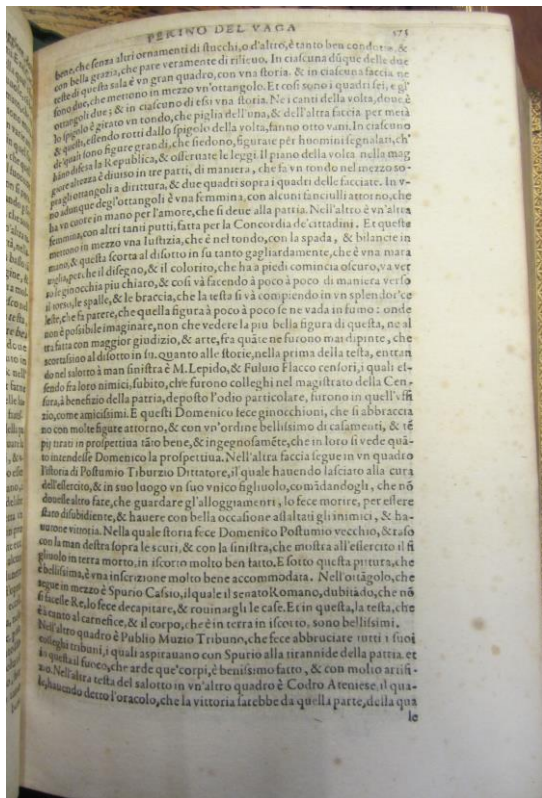 PERINO DEL VAGA 375
bene, che senza altri ornamenti di stucchi, o d'altro, è tanto ben condotta, &
con bella grazia, che pare veramente di rilieuo. In ciascuna dũque delle due
teste di questa sala è vn gran quadro, con vna storia. & in ciascuna faccia ne
sono due, che mettono in mezzo vn'ottangolo. Et cosi sono i quadri sei, e gl'
ottangoli due; & in ciascuno di essi vna storia. Ne i canti della volta, doue è
lo spigolo è girato vn tondo, che piglia dell'una, & dell'altra faccia per metà
& questi, essendo rotti dallo spigolo della volta, fanno otto vani. In ciascuno
de' quali sono figure grandi, che siedono, figurate per huomini segnalati, ch'
hãno difesa la Republica, & osseruate le leggi. Il piano della volta nella mag
giore altezza è diuiso in tre parti, di maniera, che fa vn tondo nel mezzo so-
pra gli ottangoli a dirittura, & due quadri sopra i quadri delle facciate. In v-
no adunque degl'ottangoli è vna femmina, con alcuni fanciulli attorno, che
ha vn cuore in mano per l'amore, che si deue alla patria. Nell'altro è vn'altra
femmina, con altri tanti putti, fatta per la Concordia de' cittadini. Et queste
mettono in mezzo vna Iustizia, che è nel tondo, con la spada, & bilancie in
mano, & questa scorta al disotto in su tanto gagliardamente, che è vna mara
uiglia, perche il disegno, & il colorito, che ha a piedi comincia oscuro, va ver
so le ginocchia piu chiaro, & cosi và facendo à poco à poco di maniera verso
il torso, le spalle, & le braccia, che la testa si và compiendo in vn splendor ce
leste, che fa parere, che quella figura à poco à poco se ne vada in fumo: onde
non è possibile imaginare, non che vedere la piu bella figura di questa, ne al
tra fatta con maggior giudizio, & arte, fra quãte ne furono mai dipinte, che
scortassino al disotto in su. quanto alle storie, nella prima della testa, entran
do nel salotto à man sinistra è M. Lepido, & Fuluio Flacco censori, i quali es-
sendo fra loro nimici, subito, che furono colleghi nel magistrato della Cen-
sura, à benefizio della patria, deposto l'odio particolare, furono in quell'vffi
zio, come amicissimi. E questi Domenico fece ginocchioni, che si abbraccia
no con molte figure attorno, & con vn'ordine bellissimo di casamenti, & tẽ
pij tirati in prospettiua tãto bene, & ingegnosamẽte, che in loro si vede quã-
to intendesse Domenico la prospettiua. Nell'altra faccia segue in vn quadro
l'istoria di Postumio Tiburzio Dittatore, il quale hauendo lasciato alla cura
dell'essercito, & in suo luogo vn suo vnico figliuolo, comãdandogli, che nõ
douesse altro fare, che guardare gl'alloggiamenti, lo fece morire, per essere
stato disubidiente, & hauere con bella occasione assaltati gli inimici, & ha-
uutone vittoria. Nella quale storia fece Domenico Postumio vecchio, & raso
con la man destra sopra le scuri, & con la sinistra, che mostra all'essercito il fi
gliuolo in terra morto, in iscorto molto ben fatto. E sotto questa pittura, che
è bellissima, è vna inscrizione molto bene accommodata. Nell'ottãgolo, che
segue in mezzo è Spurio Cassio, il quale il senato Romano, dubitãdo, che nõ
si facesse Re, lo fece decapitare, & rouinargli le case. Et in questa, la testa, che
è à canto al carnefice, & il corpo, che è in terra in iscorto, sono bellissimi.
Nell'altro quadro è Publio Muzio Tribuno, che fece abbruciare tutti i suoi
colleghi tribuni, i quali aspirauano con Spurio alla tirannide della patria. et
in questa il fuoco, che arde que' corpi, è benissimo fatto, & con molto artifi-
zio. Nell'altra testa del salotto in vn'altro quadro è Codro Ateniese, il qua-
le, hauendo detto l'oracolo, che la vittoria sarebbe da quella parte, della qua
le